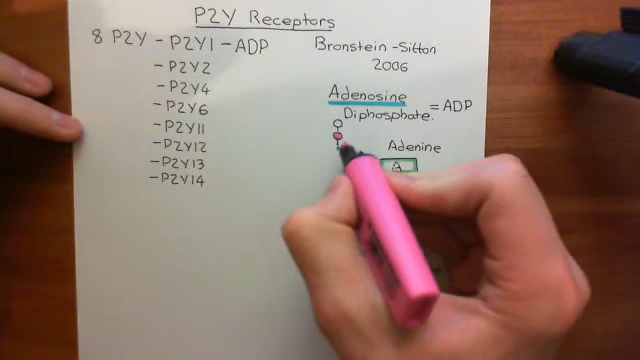 P2Y Receptors
8 P2Y - P2Y1 - ADP
- P2Y2
- P2Y4
- P2Y6
- P2Y11
- P2Y12
- P2Y13
- P2Y14
Bronstein-Sitton
2006
Adenosine
Diphosphate. = ADP
Adenine
A